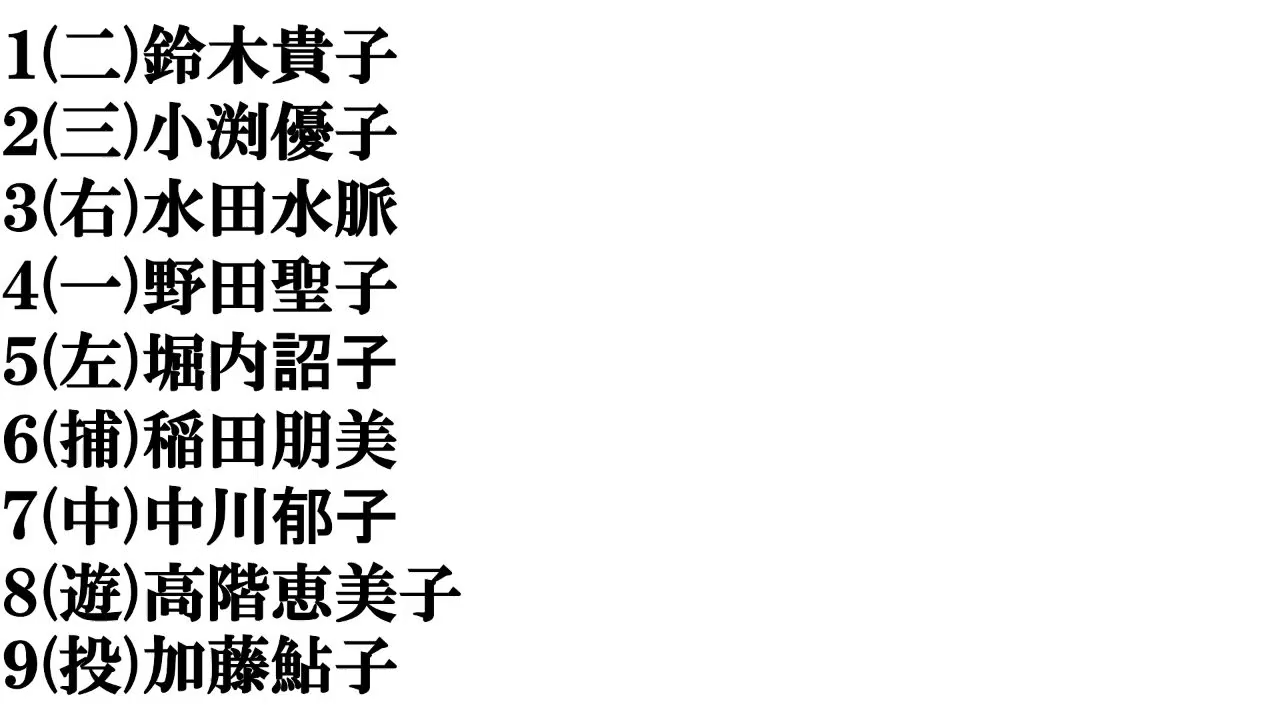 1(二)鈴木貴子
2(三)小渕優子
3(右)水田水脈
4(一)野田聖子
5(左)堀内詔子
6(捕)稲田朋美
7(中)中川郁子
8(遊)高階恵美子
9(投)加藤鮎子